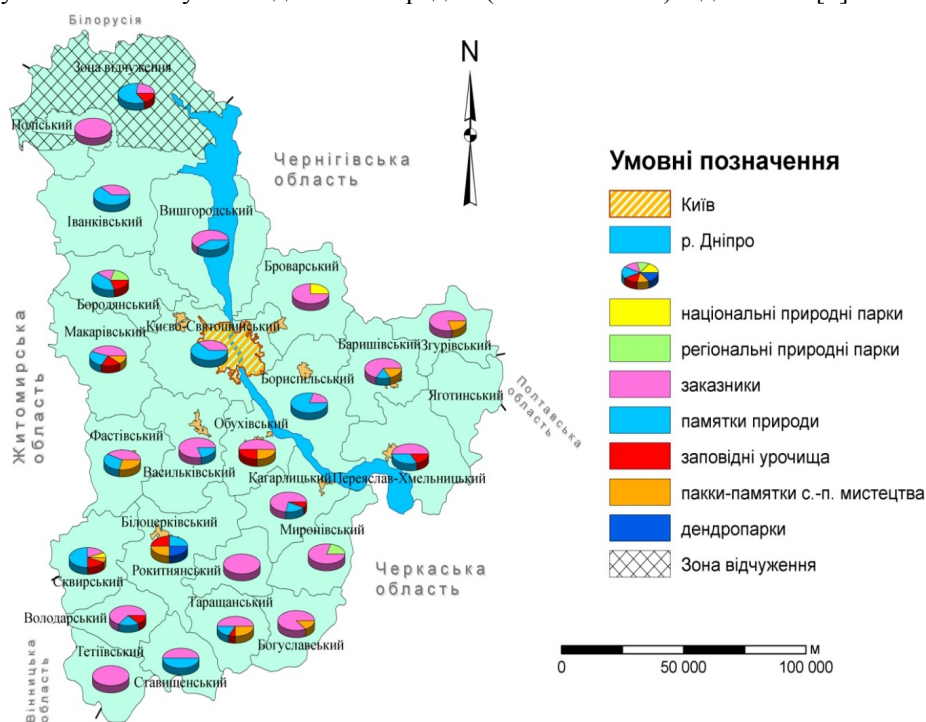 Білорусія
Зона відчуження
Поліський
N
Чернігівська
область
Іванківський
Вишгородський
Броварський
Бородянський
Макарівський
Києво-Святошинський
Згурівський
Баришівський
Бориспільський
Яготинський
Житомирська
область
Полтавська
область
Фастівський
Обухівський
Васильківський
Кагарлицький
Переяслав-Хмельницький
Білоцерківський
Миронівський
Рокитнянський
Сквирський
Черкаська
область
Володарський
Таращанський
Богуславський
Тетіївський
Ставищенський
Вінницька
область
Умовні позначення
Київ
р. Дніпро
національні природні парки
регіональні природні парки
заказники
памятки природи
заповідні урочища
пакки-памятки с.-п. мистецтва
дендропарки
Зона відчуження
м
0 50 000 100 000